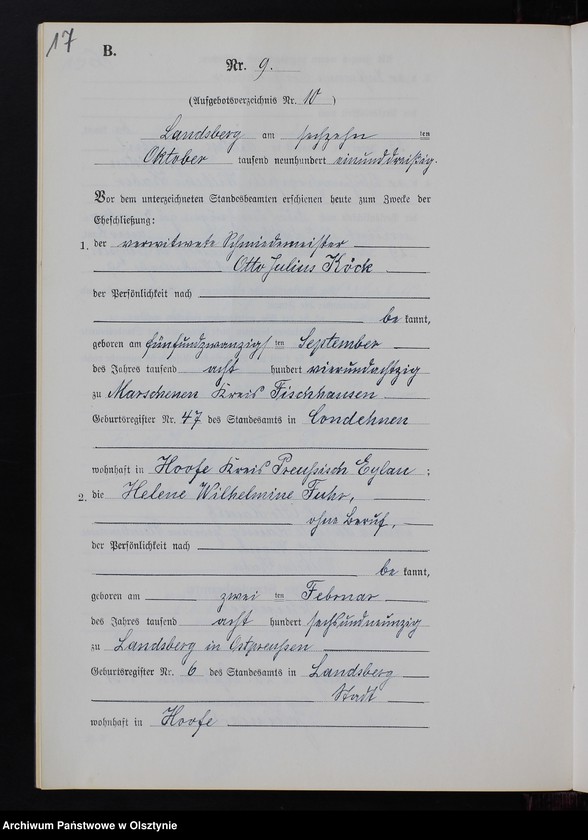 17
B.
Nr. 9.
(Aufgebotsverzeichnis Nr. 10)
Landsberg am sechzehn ten
Oktober tausend neunhundert einunddreißig.
Vor dem unterzeichneten Standesbeamten erschienen heute zum Zwecke der
Eheschließung:
1. der verwitwete Schmiedemeister
Otto Julius Köck
der Persönlichkeit nach
be kannt,
geboren am fünfundzwanzig ten September
des Jahres tausend acht hundert vierundachtzig
zu Marschenen Kreis Fischhausen
Geburtsregister Nr. 47 des Standesamts in Condehnen
wohnhaft in Hoofe Kreis Preußisch Eylau;
2. die Helene Wilhelmine Fuhr,
ohne Beruf,
der Persönlichkeit nach
be kannt,
geboren am zwei ten Februar
des Jahres tausend acht hundert sechsundneunzig
zu Landsberg in Ostpreußen
Geburtsregister Nr. 6 des Standesamts in Landsberg
Stadt
wohnhaft in Hoofe
Archiwum Państwowe w Olsztynie